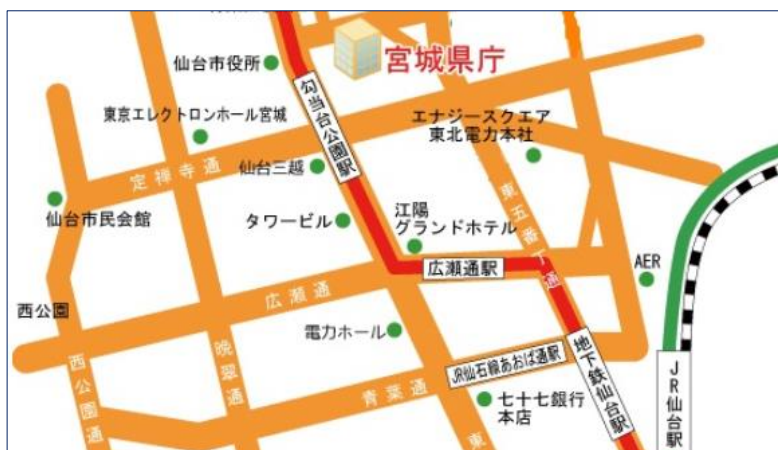 仙台市役所
宮城県庁
勾当台公園駅
東京エレクトロンホール宮城
エナジースクエア
東北電力本社
定禅寺通
仙台三越
仙台市民会館
タワービル
江陽
グランドホテル
東五番丁通
広瀬通駅
AER
広瀬通
西公園
電力ホール
晩翠通
西公園通
青葉通
JR仙石線あおば通駅
地下鉄仙台駅
JR仙台駅
七十七銀行
本店
東